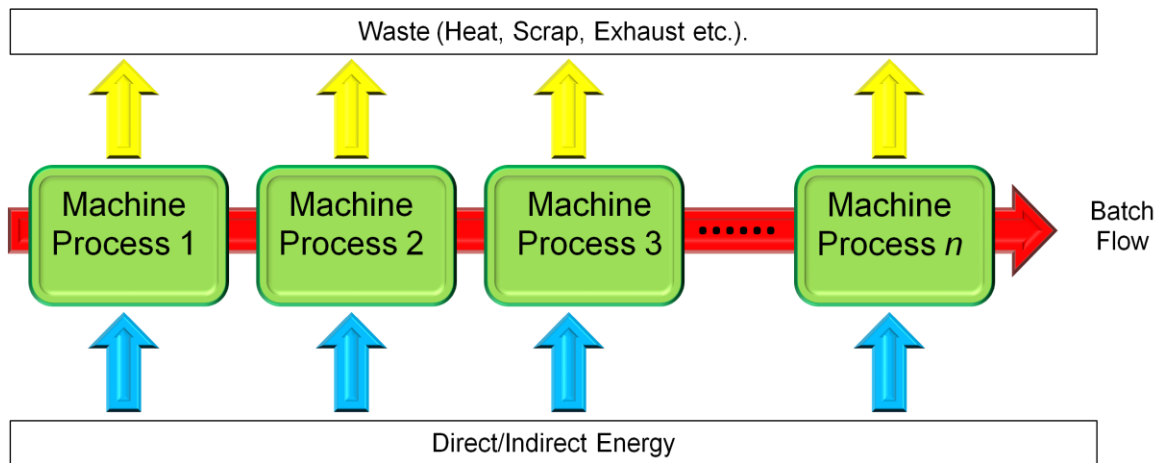 Waste (Heat, Scrap, Exhaust etc.).
Machine
Process 1
Machine
Process 2
Machine
Process 3
......
Machine
Process n
Batch
Flow
Direct/Indirect Energy